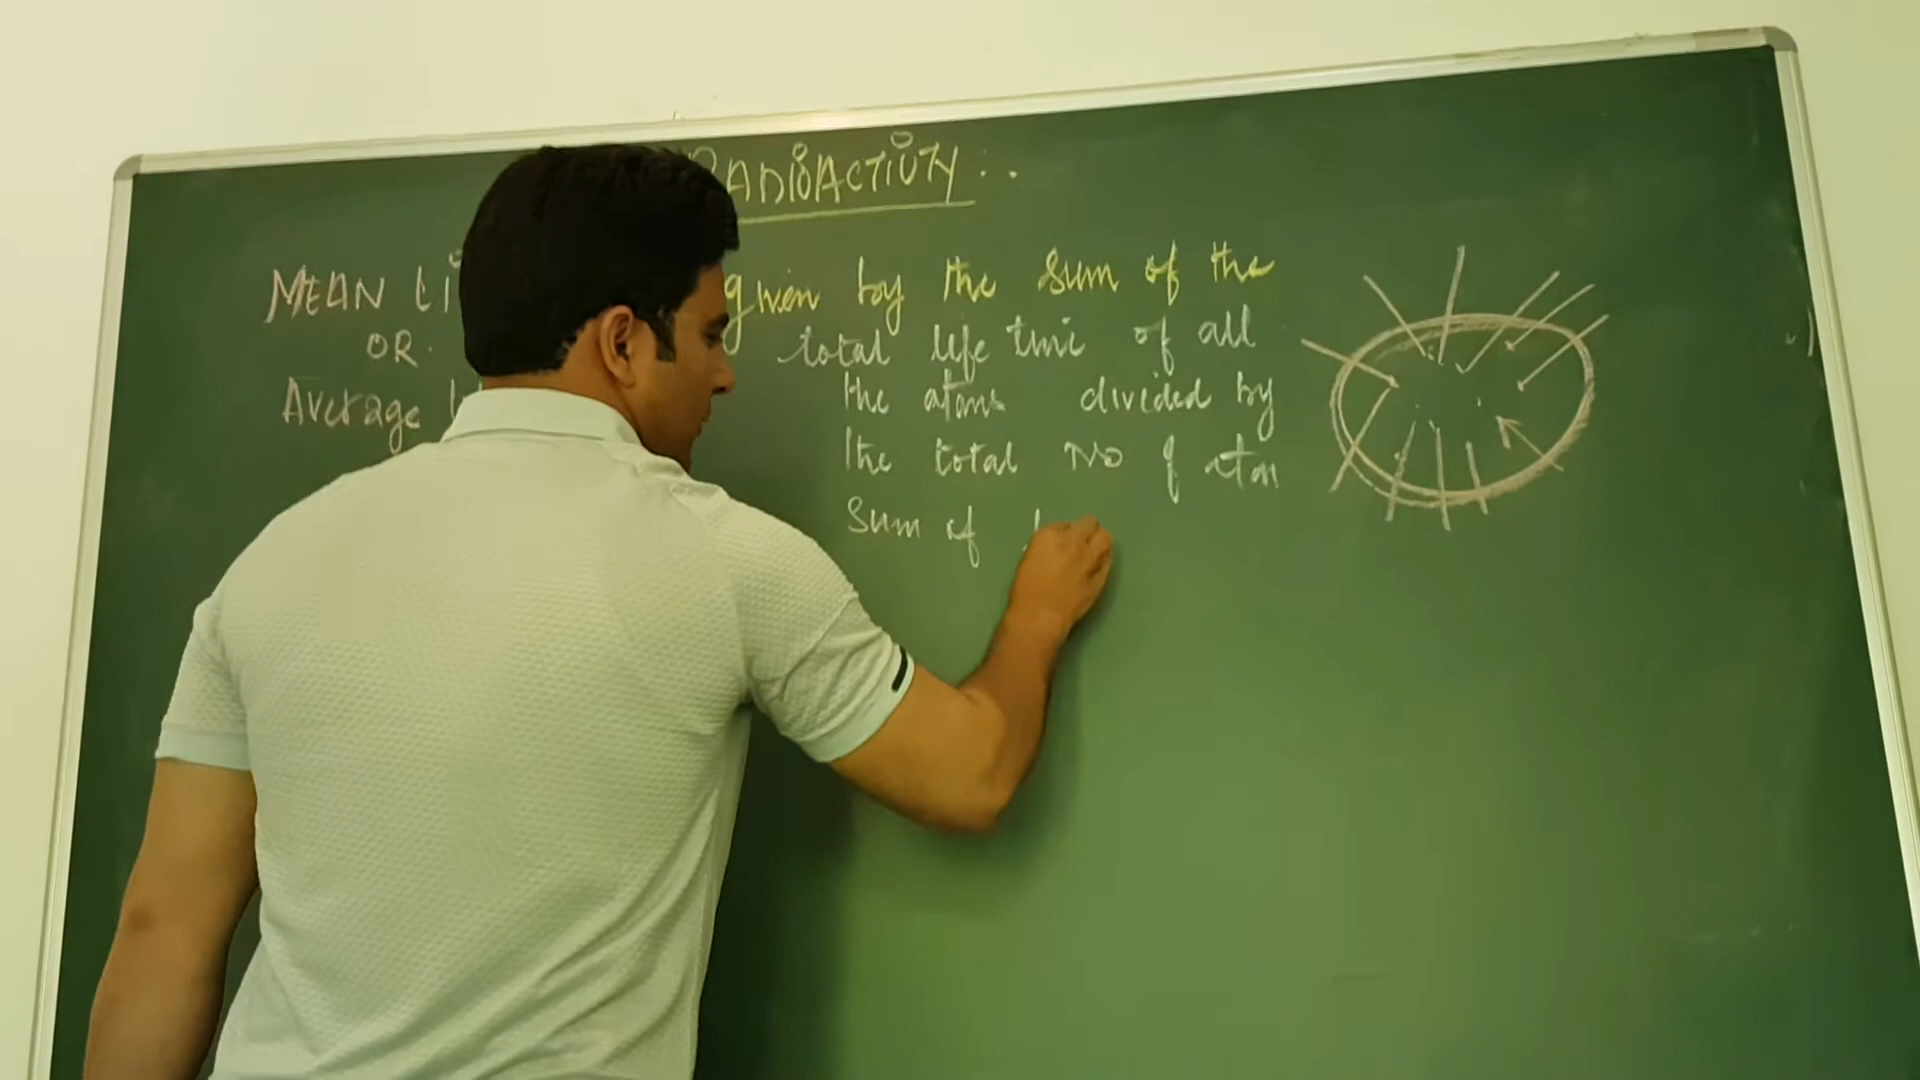 RADIOACTIVITY :.
MEAN given by the sum of the
OR. total life time of all
Average the atoms divided by
the total No of atom
Sum of